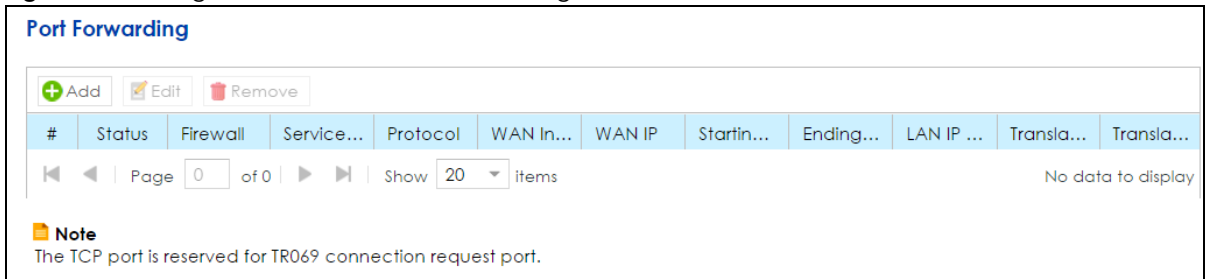 Port Forwarding
Add Edit Remove
# Status Firewall Service... Protocol WAN In... WAN IP Startin... Ending... LAN IP ... Transla... Transla...
Page 0 of 0 Show 20 items No data to display
Note
The TCP port is reserved for TR069 connection request port.